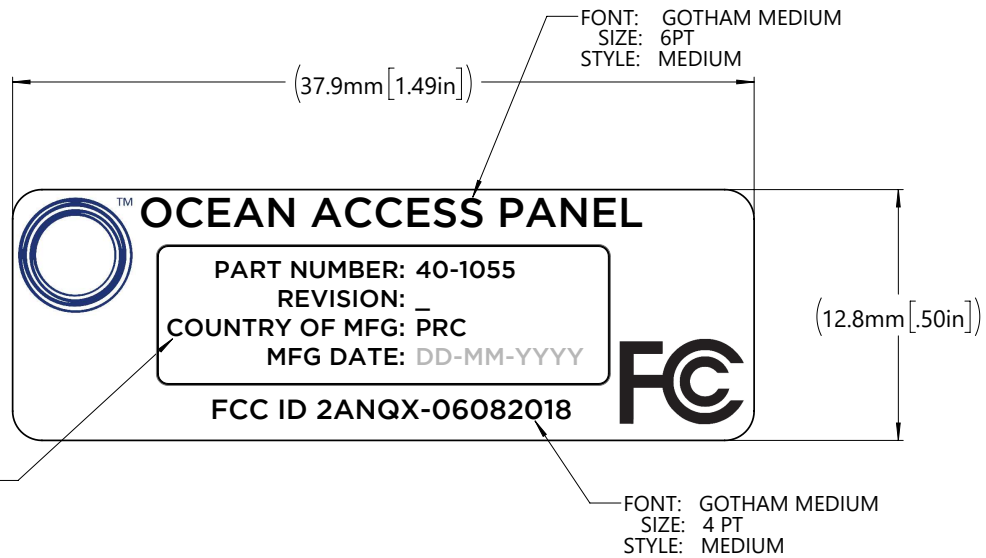 FONT: GOTHAM MEDIUM
SIZE: 6PT
STYLE: MEDIUM
(37.9mm[1.49in])
™ OCEAN ACCESS PANEL
PART NUMBER: 40-1055
REVISION: _
COUNTRY OF MFG: PRC
MFG DATE: DD-MM-YYYY
(12.8mm[.50in])
FC
FCC ID 2ANQX-06082018
FONT: GOTHAM MEDIUM
SIZE: 4 PT
STYLE: MEDIUM